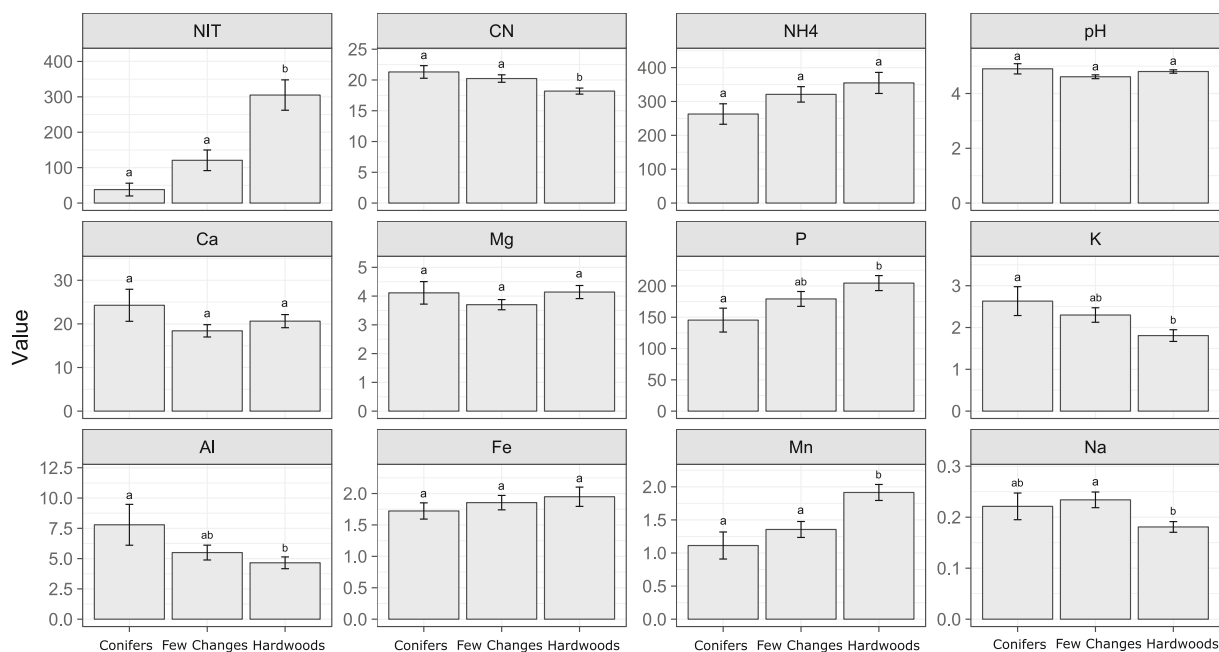 NIT CN NH4 pH
400 300 200 100 0 a a b
25 20 15 10 5 0 a a b
400 300 200 100 0 a a a
4 2 0 a a a
Ca Mg P K
30 20 10 0 a a a
5 4 3 2 1 0 a a a
200 150 100 50 0 a ab b
3 2 1 0 a ab b
Value
Al Fe Mn Na
12.5 10.0 7.5 5.0 2.5 0.0 a ab b
2.0 1.5 1.0 0.5 0.0 a a a
2.0 1.5 1.0 0.5 0.0 a a b
0.3 0.2 0.1 0.0 ab a b
Conifers Few Changes Hardwoods Conifers Few Changes Hardwoods Conifers Few Changes Hardwoods Conifers Few Changes Hardwoods